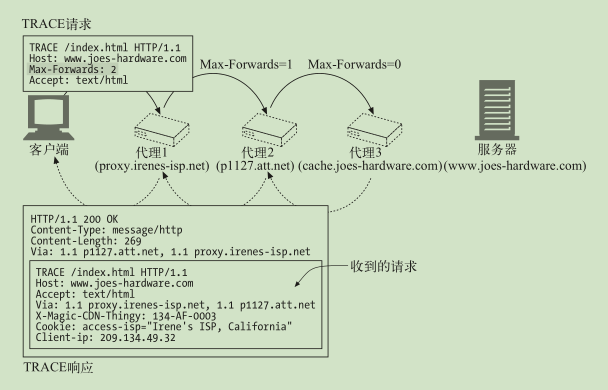 TRACE请求
TRACE /index.html HTTP/1.1
Host: www.joes-hardware.com
Max-Forwards: 2
Accept: text/html
Max-Forwards=1
Max-Forwards=0
客户端
代理1
(proxy.irenes-isp.net)
代理2
(p1127.att.net)
代理3
(cache.joes-hardware.com)
服务器
(www.joes-hardware.com)
HTTP/1.1 200 OK
Content-Type: message/http
Content-Length: 269
Via: 1.1 p1127.att.net, 1.1 proxy.irenes-isp.net
TRACE /index.html HTTP/1.1
Host: www.joes-hardware.com
Accept: text/html
Via: 1.1 proxy.irenes-isp.net, 1.1 p1127.att.net
X-Magic-CDN-Thingy: 134-AF-0003
Cookie: access-isp="Irene's ISP, California"
Client-ip: 209.134.49.32
收到的请求
TRACE响应